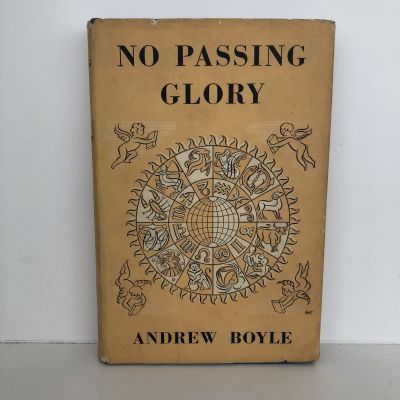 NO PASSING
GLORY
ANDREW BOYLE